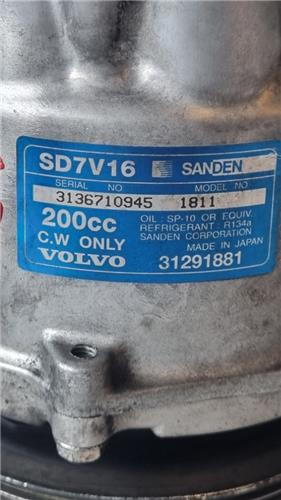 SD7V16 SANDEN
SERIAL NO MODEL NO
3136710945 1811
200cc OIL : SP-10 OR EQUIV.
REFRIGERANT : R134a
C.W ONLY SANDEN CORPORATION
MADE IN JAPAN
VOLVO 31291881